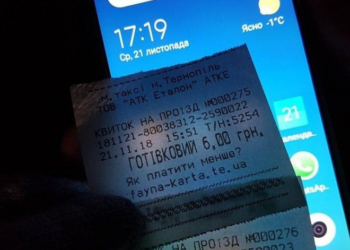 17:19
Ср, 21 листопада
Ясно -1°C
м.таксі м.Тернопіль
ТОВ "АТК Еталон" АТКЕ
КВИТОК НА ПРОЇЗД №000275
181121-80038312-2590022
21.11.18 15:51 Т/Н:5254
ГОТІВКОВИЙ 6,00 грн.
Як платити менше?
fayna-karta.te.ua
21
НА ПРОЇЗД №000276